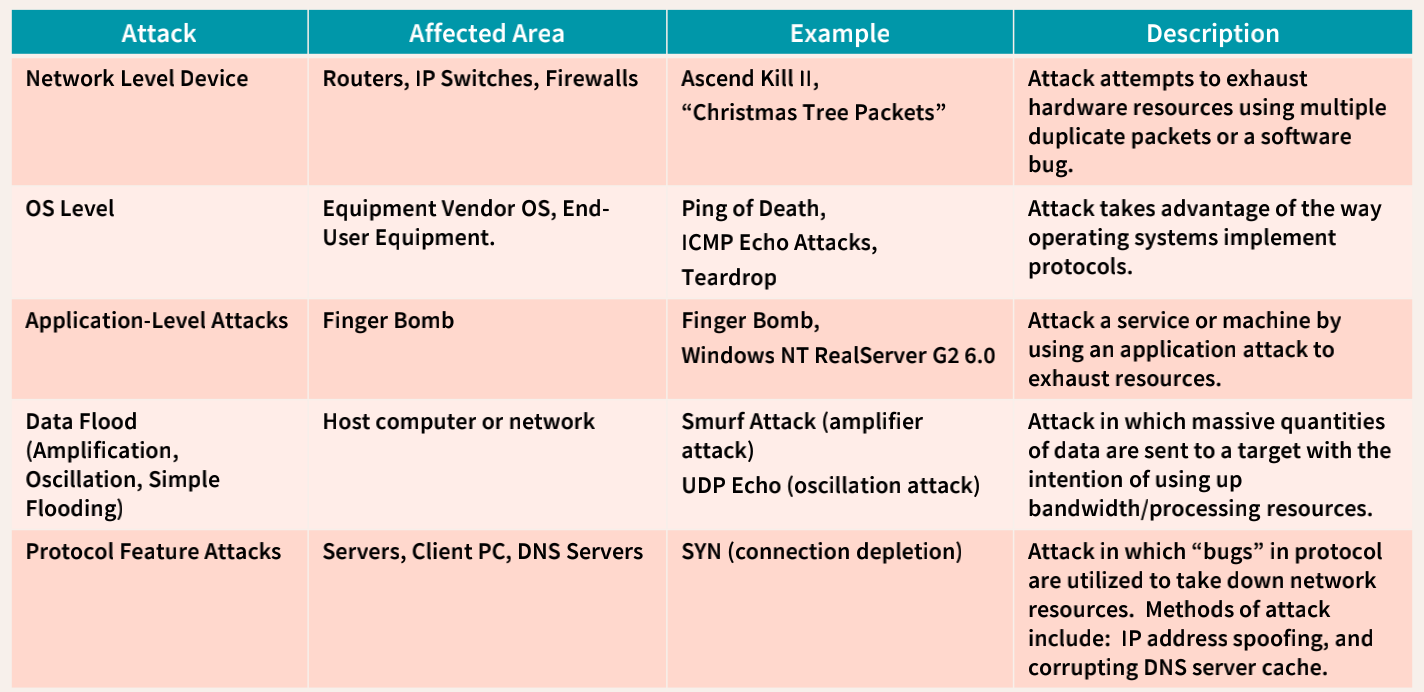 Attack Affected Area Example Description
Network Level Device
Routers, IP Switches, Firewalls
Ascend Kill II,
“Christmas Tree Packets”
Attack attempts to exhaust
hardware resources using multiple
duplicate packets or a software
bug.
OS Level
Equipment Vendor OS, End-
User Equipment.
Ping of Death,
ICMP Echo Attacks,
Teardrop
Attack takes advantage of the way
operating systems implement
protocols.
Application-Level Attacks
Finger Bomb
Finger Bomb,
Windows NT RealServer G2 6.0
Attack a service or machine by
using an application attack to
exhaust resources.
Data Flood
(Amplification,
Oscillation, Simple
Flooding)
Host computer or network
Smurf Attack (amplifier
attack)
UDP Echo (oscillation attack)
Attack in which massive quantities
of data are sent to a target with the
intention of using up
bandwidth/processing resources.
Protocol Feature Attacks
Servers, Client PC, DNS Servers
SYN (connection depletion)
Attack in which “bugs” in protocol
are utilized to take down network
resources.  Methods of attack
include:  IP address spoofing, and
corrupting DNS server cache.